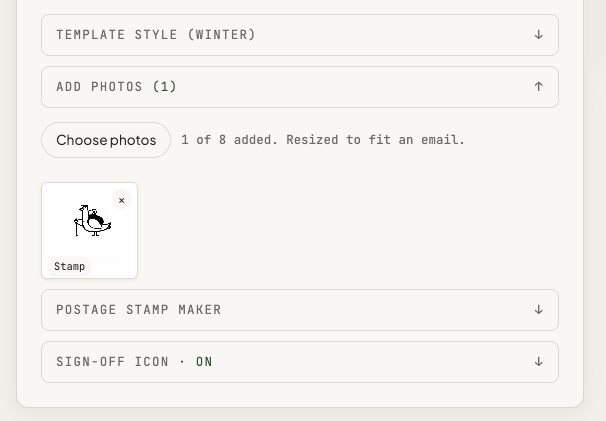 TEMPLATE STYLE (WINTER) ↓
ADD PHOTOS (1) ↑
Choose photos 1 of 8 added. Resized to fit an email.
×
Stamp
POSTAGE STAMP MAKER ↓
SIGN-OFF ICON · ON ↓